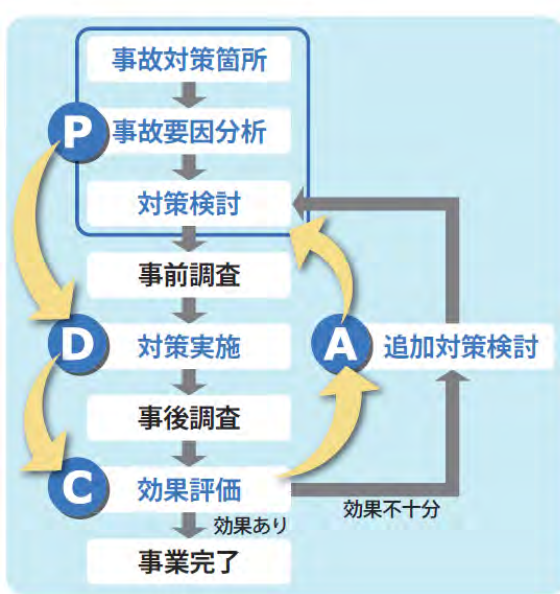 事故対策箇所
P
事故要因分析
対策検討
事前調査
D
対策実施
A
追加対策検討
事後調査
C
効果評価
効果不十分
効果あり
事業完了